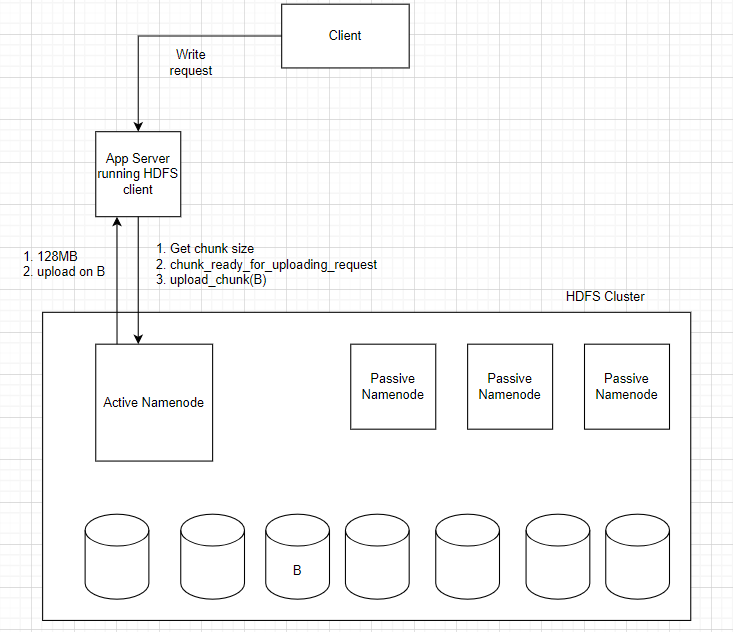 Client
Write
request
App Server
running HDFS
client
1. 128MB
2. upload on B
1. Get chunk size
2. chunk_ready_for_uploading_request
3. upload_chunk(B)
HDFS Cluster
Active Namenode
Passive
Namenode
Passive
Namenode
Passive
Namenode
B